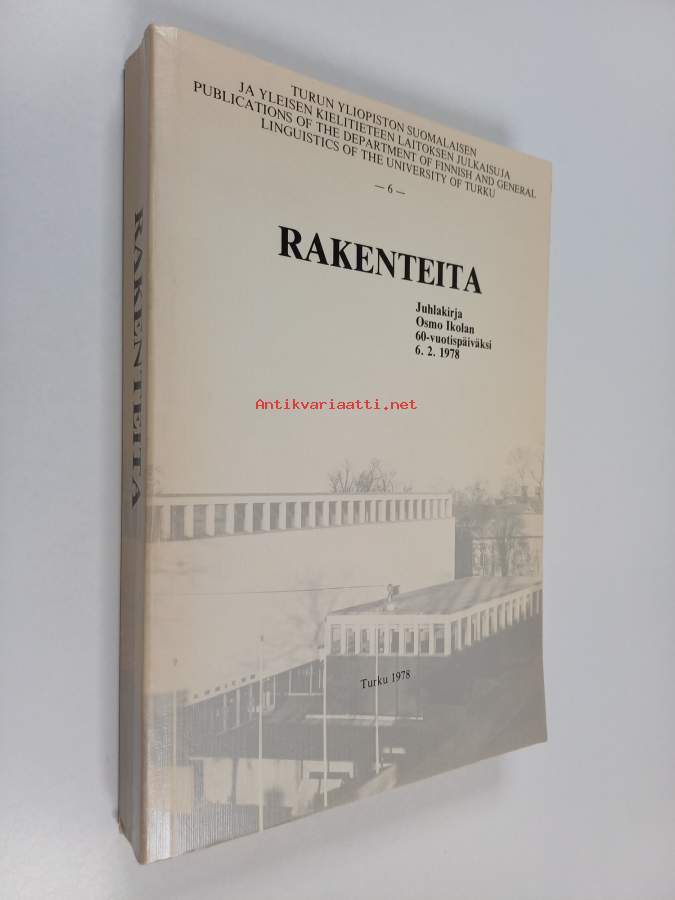 TURUN YLIOPISTON SUOMALAISEN
JA YLEISEN KIELITIETEEN LAITOKSEN JULKAISUJA
PUBLICATIONS OF THE DEPARTMENT OF FINNISH AND GENERAL
LINGUISTICS OF THE UNIVERSITY OF TURKU
— 6 —
RAKENTEITA
Juhlakirja
Osmo Ikolan
60-vuotispäiväksi
6. 2. 1978
Antikvariaatti.net
Turku 1978
RAKENTEITA